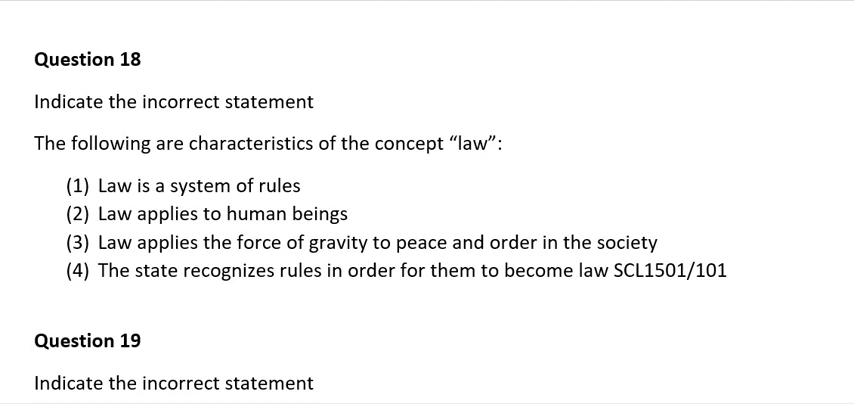 Question 18
Indicate the incorrect statement
The following are characteristics of the concept “law”:
(1) Law is a system of rules
(2) Law applies to human beings
(3) Law applies the force of gravity to peace and order in the society
(4) The state recognizes rules in order for them to become law SCL1501/101
Question 19
Indicate the incorrect statement